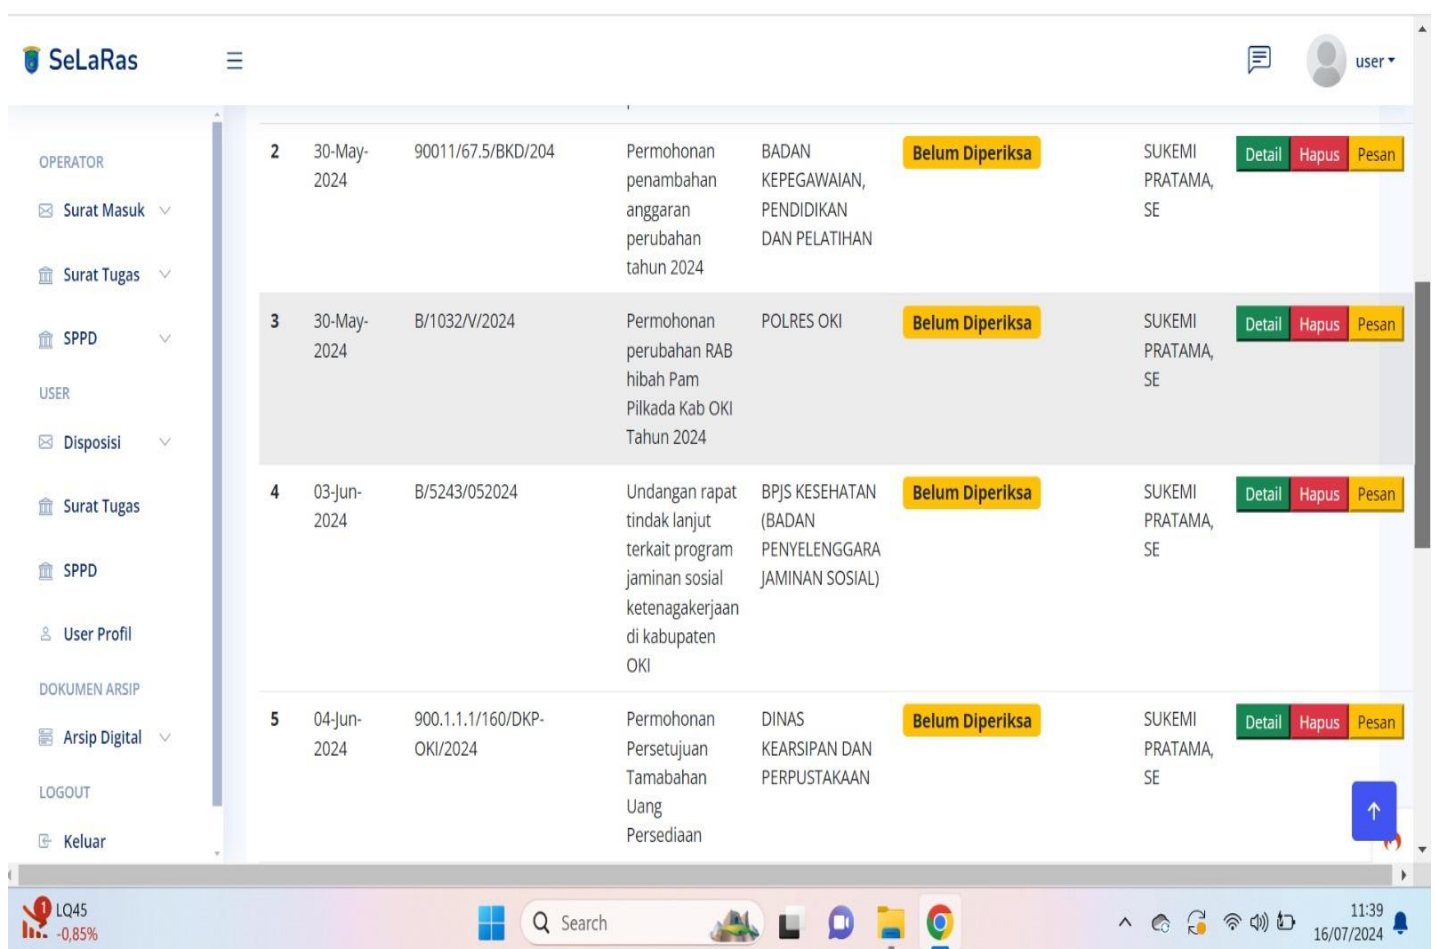 SeLaRas
user
OPERATOR
Surat Masuk
Surat Tugas
SPPD
USER
Disposisi
Surat Tugas
SPPD
User Profil
DOKUMEN ARSIP
Arsip Digital
LOGOUT
Keluar
2
30-May-
2024
90011/67.5/BKD/204
Permohonan
penambahan
anggaran
perubahan
tahun 2024
BADAN
KEPEGAWAIAN,
PENDIDIKAN
DAN PELATIHAN
Belum Diperiksa
SUKEMI
PRATAMA,
SE
Detail Hapus Pesan
3
30-May-
2024
B/1032/V/2024
Permohonan
perubahan RAB
hibah Pam
Pilkada Kab OKI
Tahun 2024
POLRES OKI
Belum Diperiksa
SUKEMI
PRATAMA,
SE
Detail Hapus Pesan
4
03-Jun-
2024
B/5243/052024
Undangan rapat
tindak lanjut
terkait program
jaminan sosial
ketenagakerjaan
di kabupaten
OKI
BPJS KESEHATAN
(BADAN
PENYELENGGARA
JAMINAN SOSIAL)
Belum Diperiksa
SUKEMI
PRATAMA,
SE
Detail Hapus Pesan
5
04-Jun-
2024
900.1.1.1/160/DKP-
OKI/2024
Permohonan
Persetujuan
Tamabahan
Uang
Persediaan
DINAS
KEARSIPAN DAN
PERPUSTAKAAN
Belum Diperiksa
SUKEMI
PRATAMA,
SE
Detail Hapus Pesan
1
LQ45
-0,85%
Search
11:39
16/07/2024